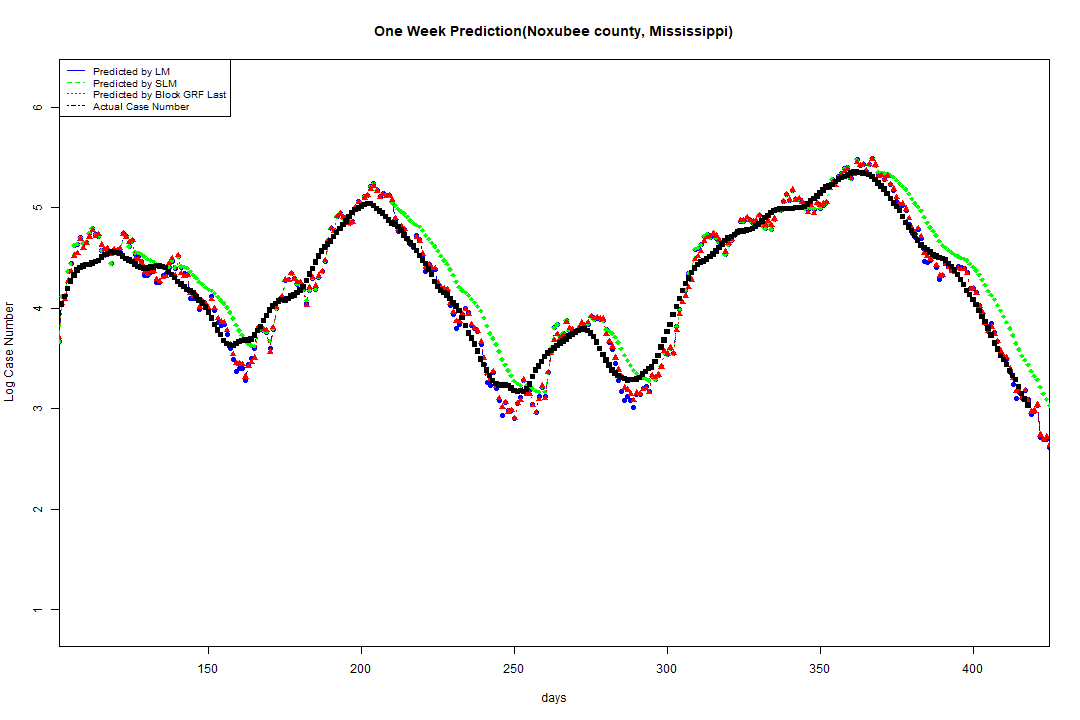 One Week Prediction(Noxubee county, Mississippi)
Predicted by LM
Predicted by SLM
Predicted by Block GRF Last
Actual Case Number
6
5
4
3
2
1
Log Case Number
150 200 250 300 350 400
days